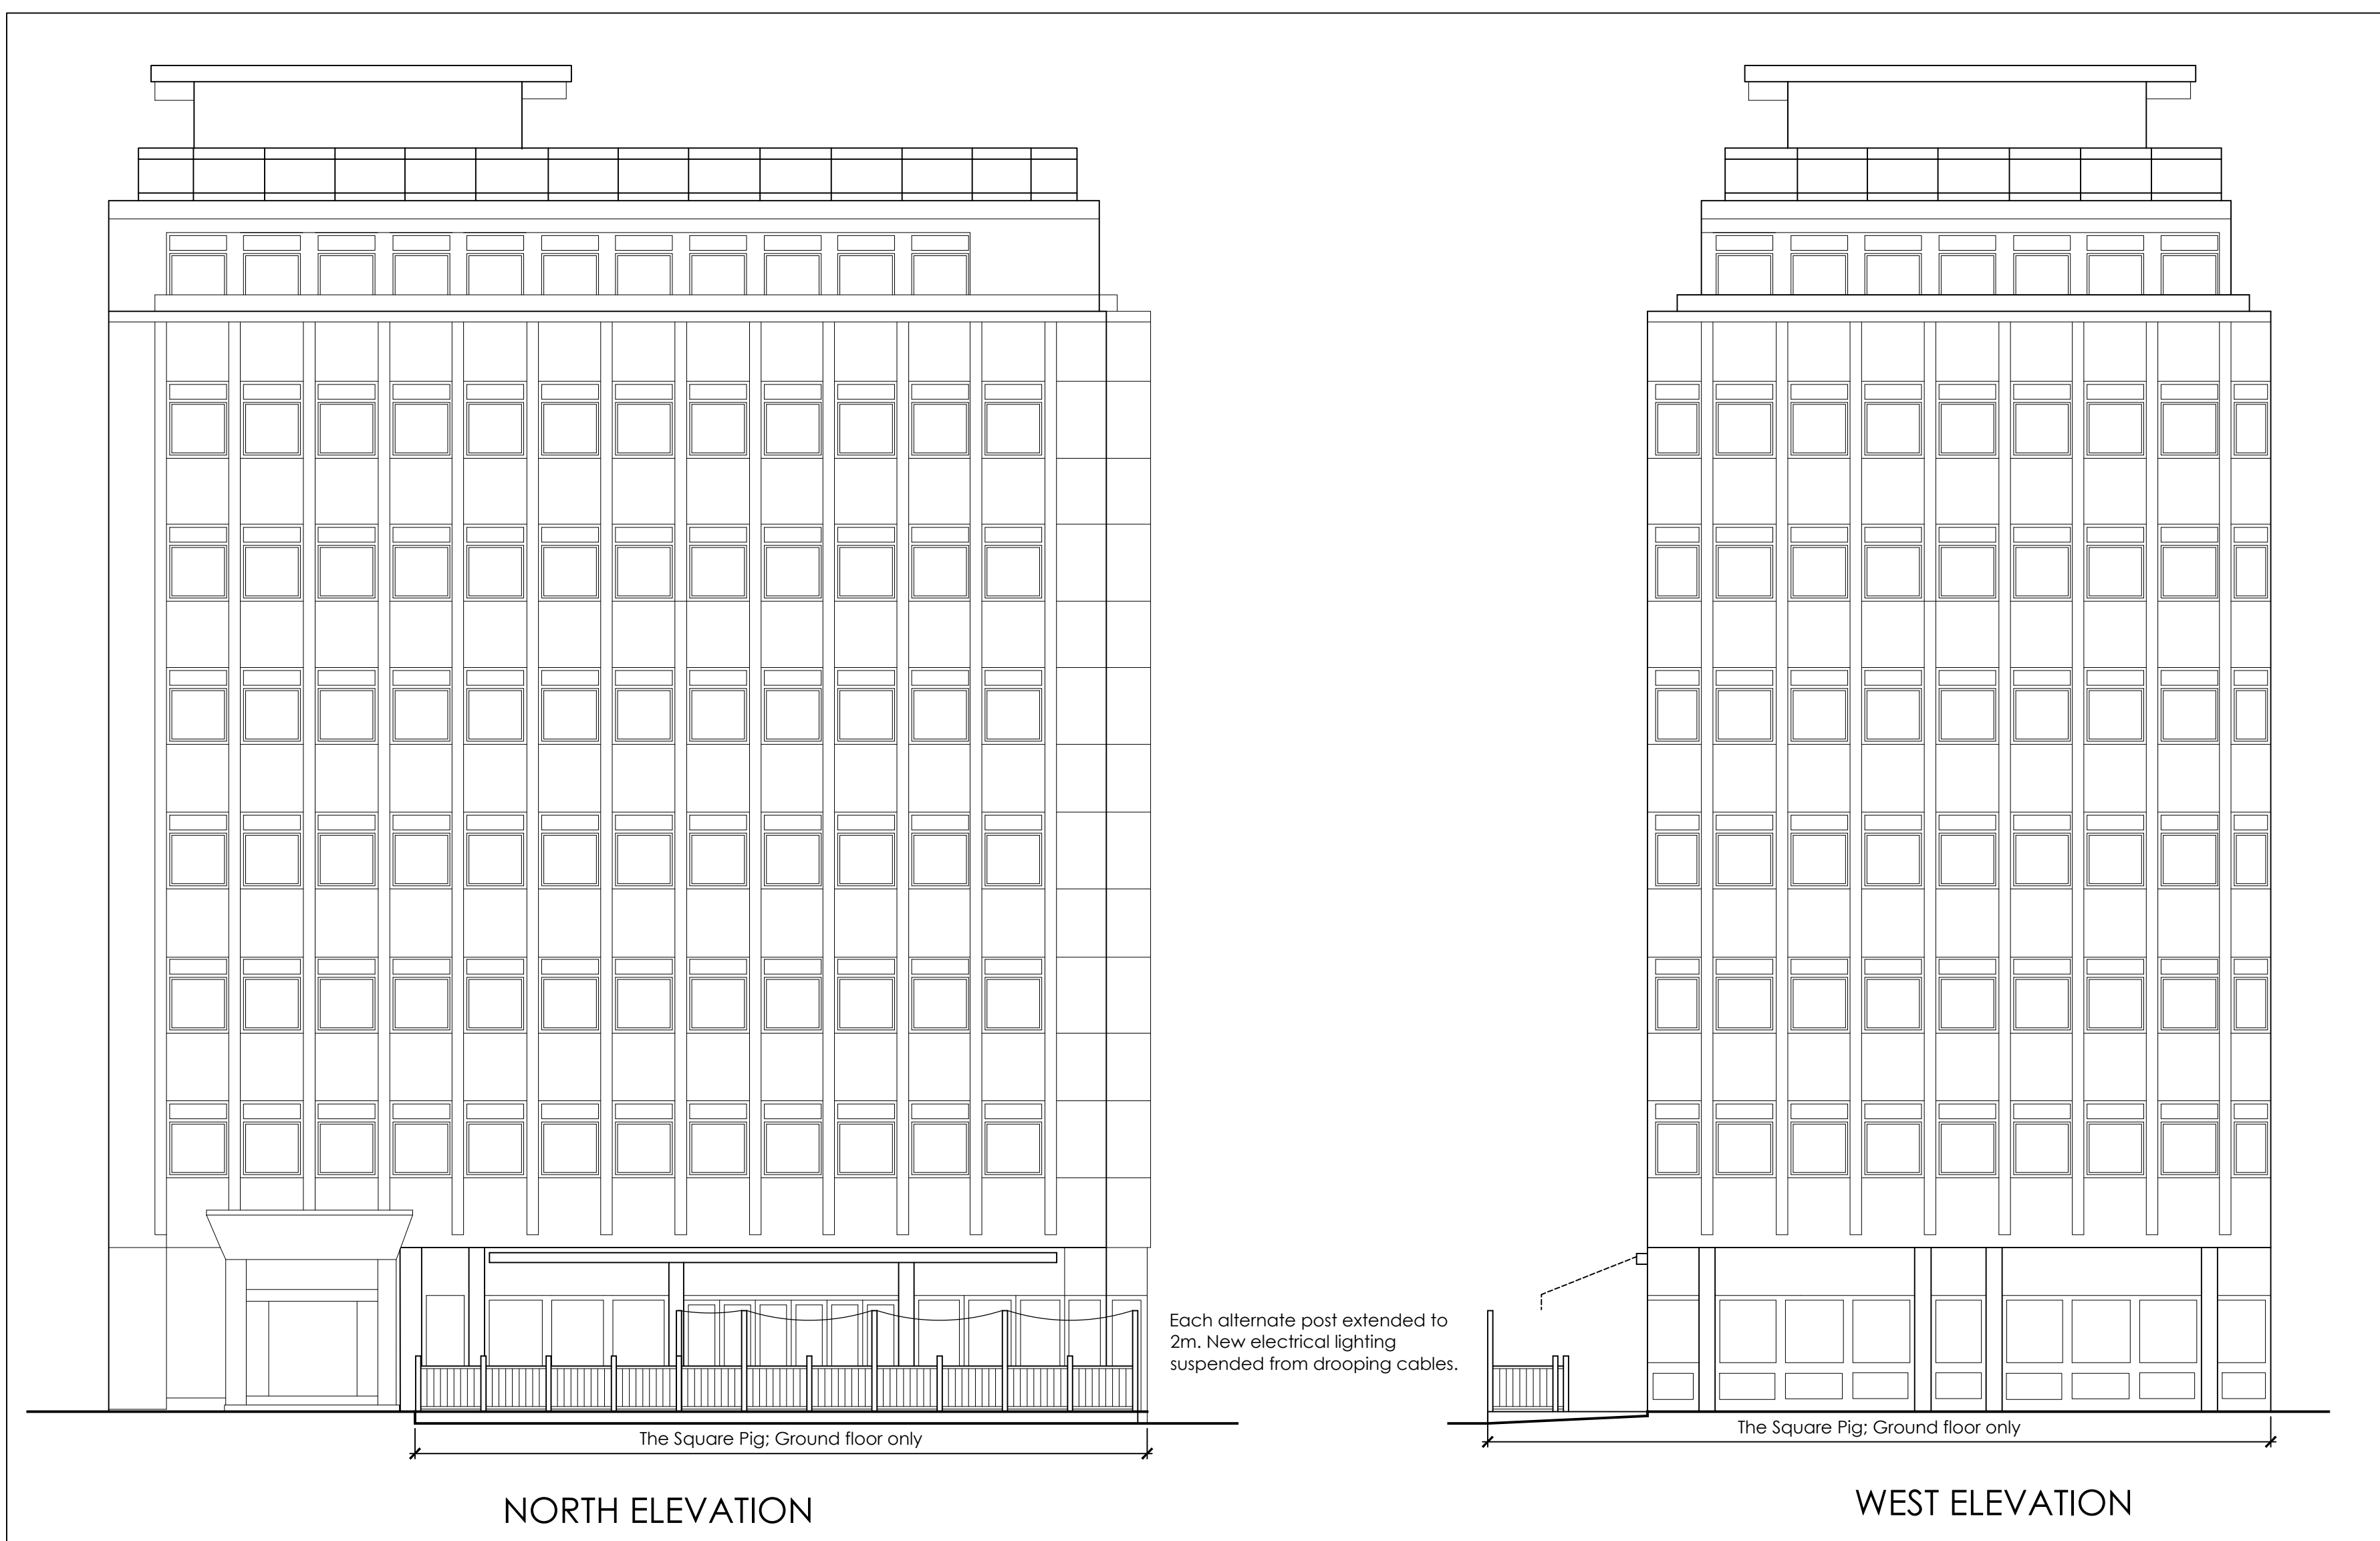 Each alternate post extended to
2m. New electrical lighting
suspended from drooping cables.
The Square Pig; Ground floor only
The Square Pig; Ground floor only
NORTH ELEVATION
WEST ELEVATION